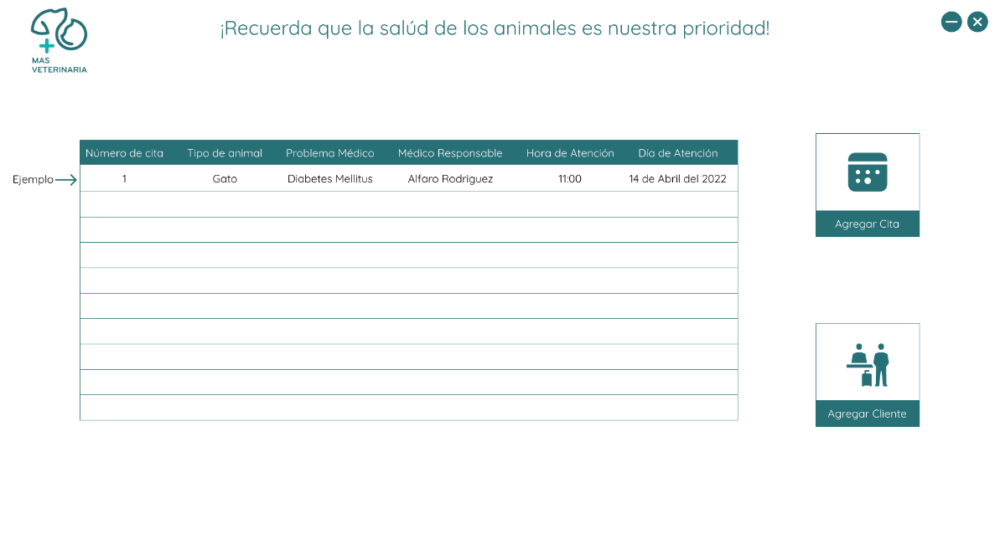 ¡Recuerda que la salúd de los animales es nuestra prioridad!
MAS
VETERINARIA
Número de cita Tipo de animal Problema Médico Médico Responsable Hora de Atención Día de Atención
Ejemplo 1 Gato Diabetes Mellitus Alfaro Rodriguez 11:00 14 de Abril del 2022
Agregar Cita
Agregar Cliente